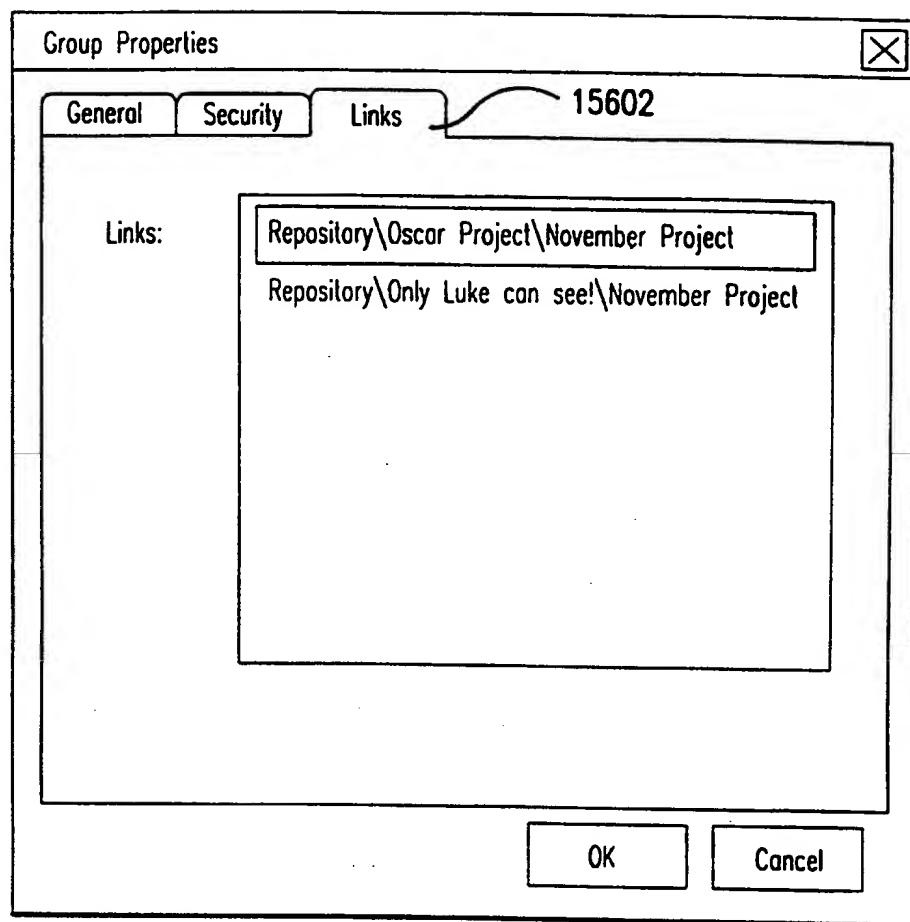 Group Properties
General Security Links 15602
Links: Repository\Oscar Project\November Project
Repository\Only Luke can see!\November Project
OK Cancel